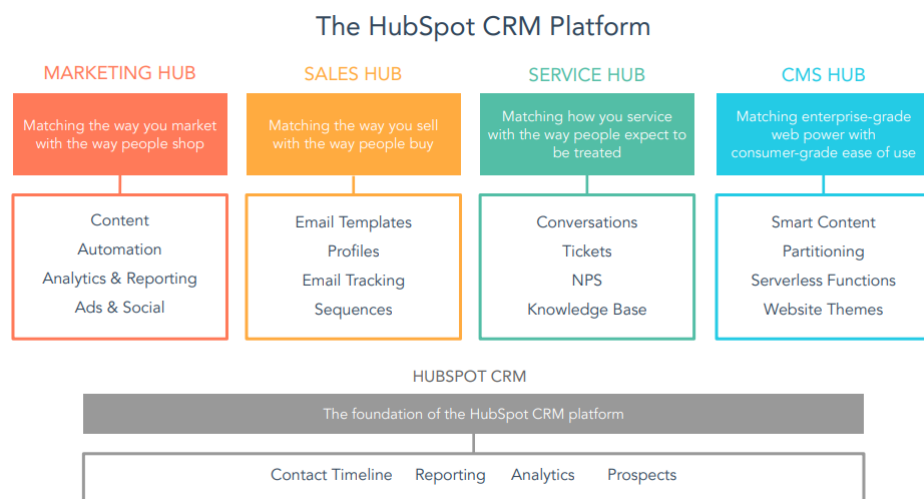 The HubSpot CRM Platform
MARKETING HUB
Matching the way you market
with the way people shop
Content
Automation
Analytics & Reporting
Ads & Social
SALES HUB
Matching the way you sell
with the way people buy
Email Templates
Profiles
Email Tracking
Sequences
SERVICE HUB
Matching how you service
with the way people expect to
be treated
Conversations
Tickets
NPS
Knowledge Base
CMS HUB
Matching enterprise-grade
web power with
consumer-grade ease of use
Smart Content
Partitioning
Serverless Functions
Website Themes
HUBSPOT CRM
The foundation of the HubSpot CRM platform
Contact Timeline Reporting Analytics Prospects